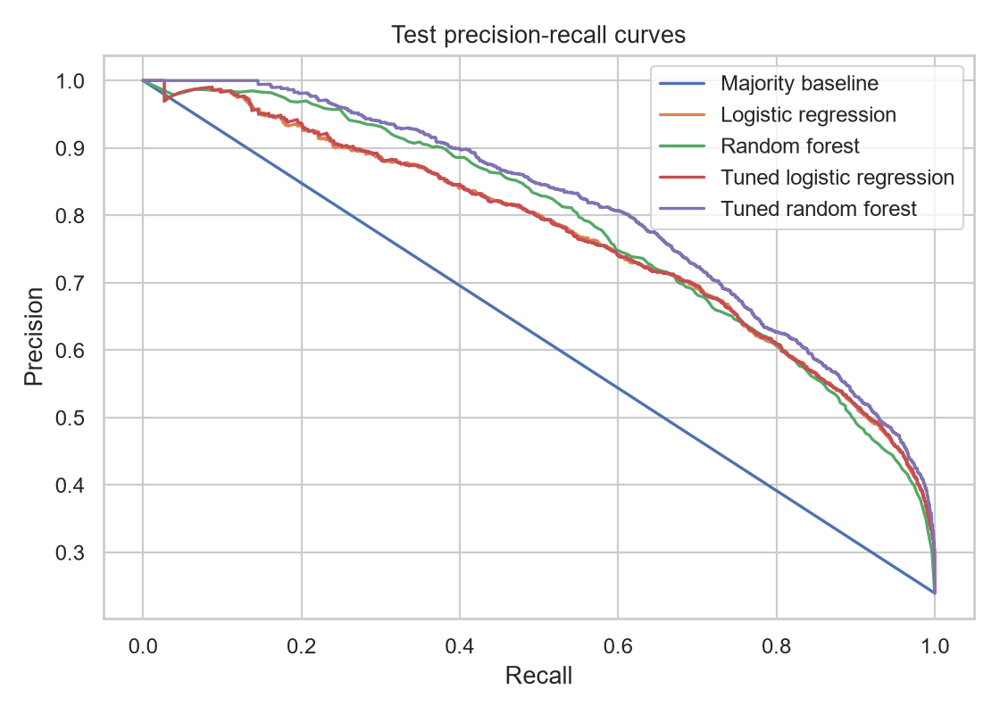 Test precision-recall curves
1.0
0.9
0.8
0.7
0.6
0.5
0.4
0.3
Precision
Majority baseline
Logistic regression
Random forest
Tuned logistic regression
Tuned random forest
0.0 0.2 0.4 0.6 0.8 1.0
Recall